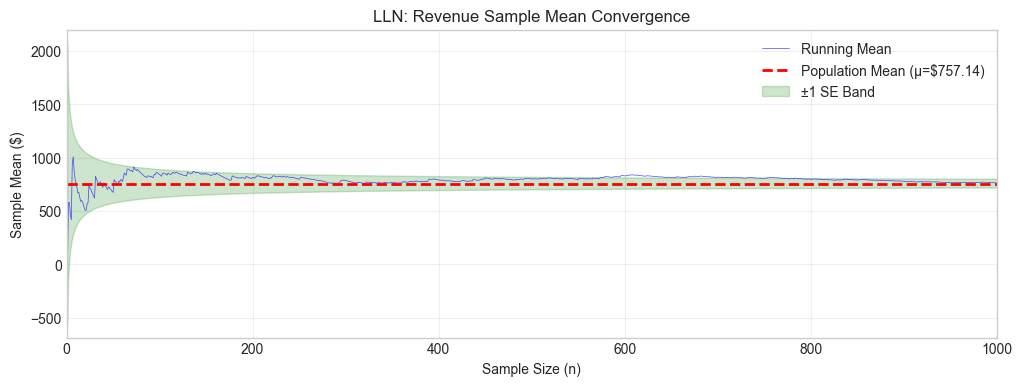 LLN: Revenue Sample Mean Convergence
Sample Mean ($)
2000
1500
1000
500
0
−500
Running Mean
Population Mean (μ=$757.14)
±1 SE Band
0 200 400 600 800 1000
Sample Size (n)